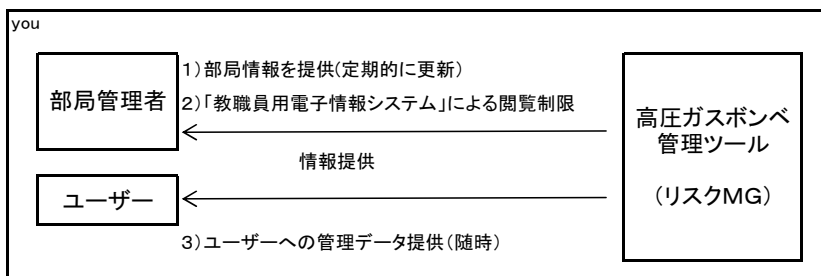 you
部局管理者
1)部局情報を提供(定期的に更新)
2)「教職員用電子情報システム」による閲覧制限
情報提供
ユーザー
3)ユーザーへの管理データ提供(随時)
高圧ガスボンベ
管理ツール
(リスクMG)